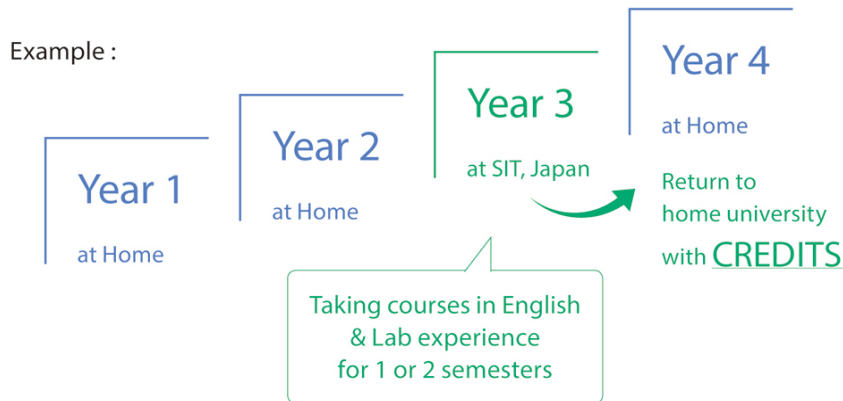 Example :
Year 1
at Home
Year 2
at Home
Year 3
at SIT, Japan
Year 4
at Home
Return to
home university
with CREDITS
Taking courses in English
& Lab experience
for 1 or 2 semesters